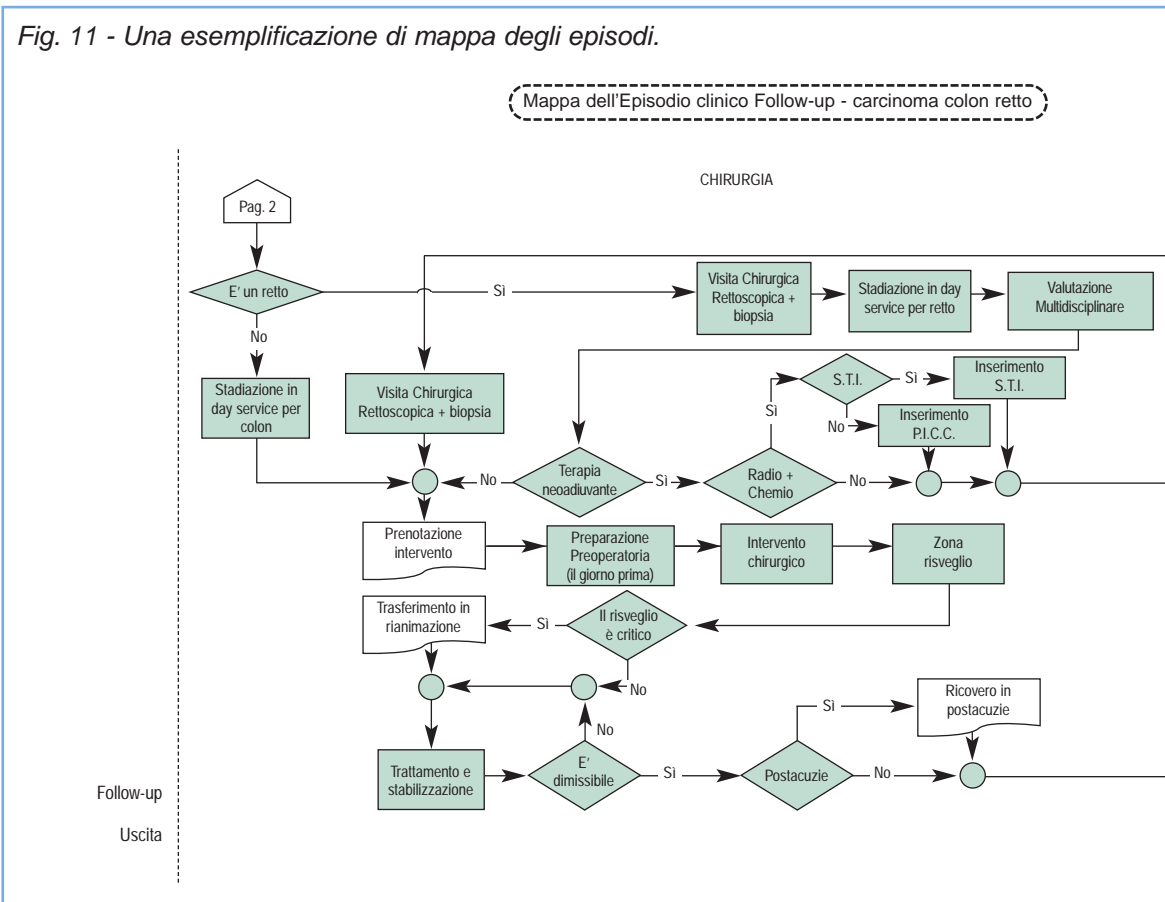 Fig. 11 - Una esemplificazione di mappa degli episodi.
Mappa dell'Episodio clinico Follow-up - carcinoma colon retto
CHIRURGIA
Pag. 2
E' un retto
Sì
No
Visita Chirurgica
Rettoscopica +
biopsia
Stadiazione in day
service per retto
Valutazione
Multidisciplinare
Stadiazione in
day service per
colon
Visita Chirurgica
Rettoscopica + biopsia
S.T.I.
Sì
Inserimento
S.T.I.
Sì
No
Inserimento
P.I.C.C.
No
Terapia
neoadiuvante
Sì
Radio +
Chemio
No
Prenotazione
intervento
Preparazione
Preoperatoria
(il giorno prima)
Intervento
chirurgico
Zona
risveglio
Trasferimento in
rianimazione
Sì
Il risveglio
è critico
No
No
Sì
Ricovero in
postacuzie
Trattamento e
stabilizzazione
E'
dimissibile
Sì
Postacuzie
No
Follow-up
Uscita